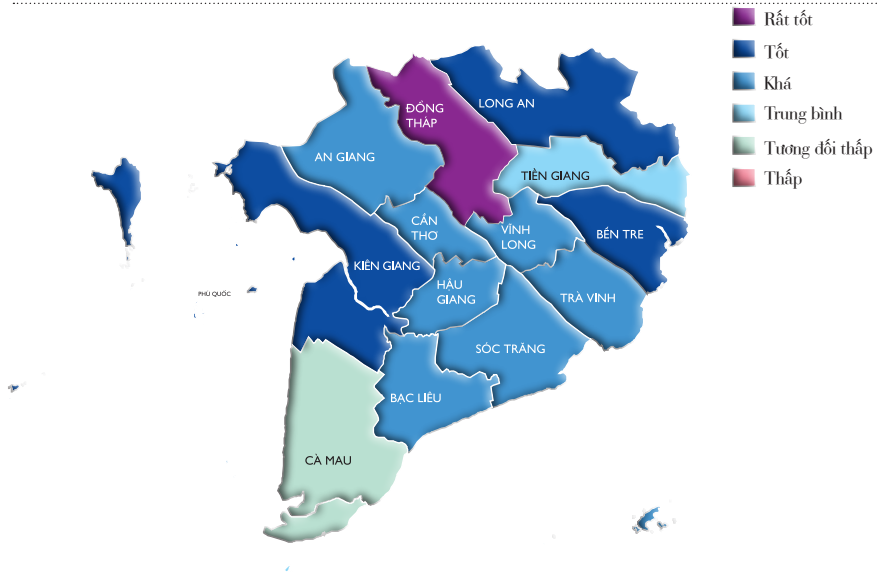 Rất tốt
Tốt
Khá
Trung bình
Tương đối thấp
Thấp
LONG AN
ĐỒNG
THÁP
AN GIANG
TIỀN GIANG
CẦN
THƠ
VĨNH
LONG
BẾN TRE
KIÊN GIANG
HẬU
GIANG
TRÀ VINH
PHÚ QUỐC
SÓC TRĂNG
BẠC LIÊU
CÀ MAU